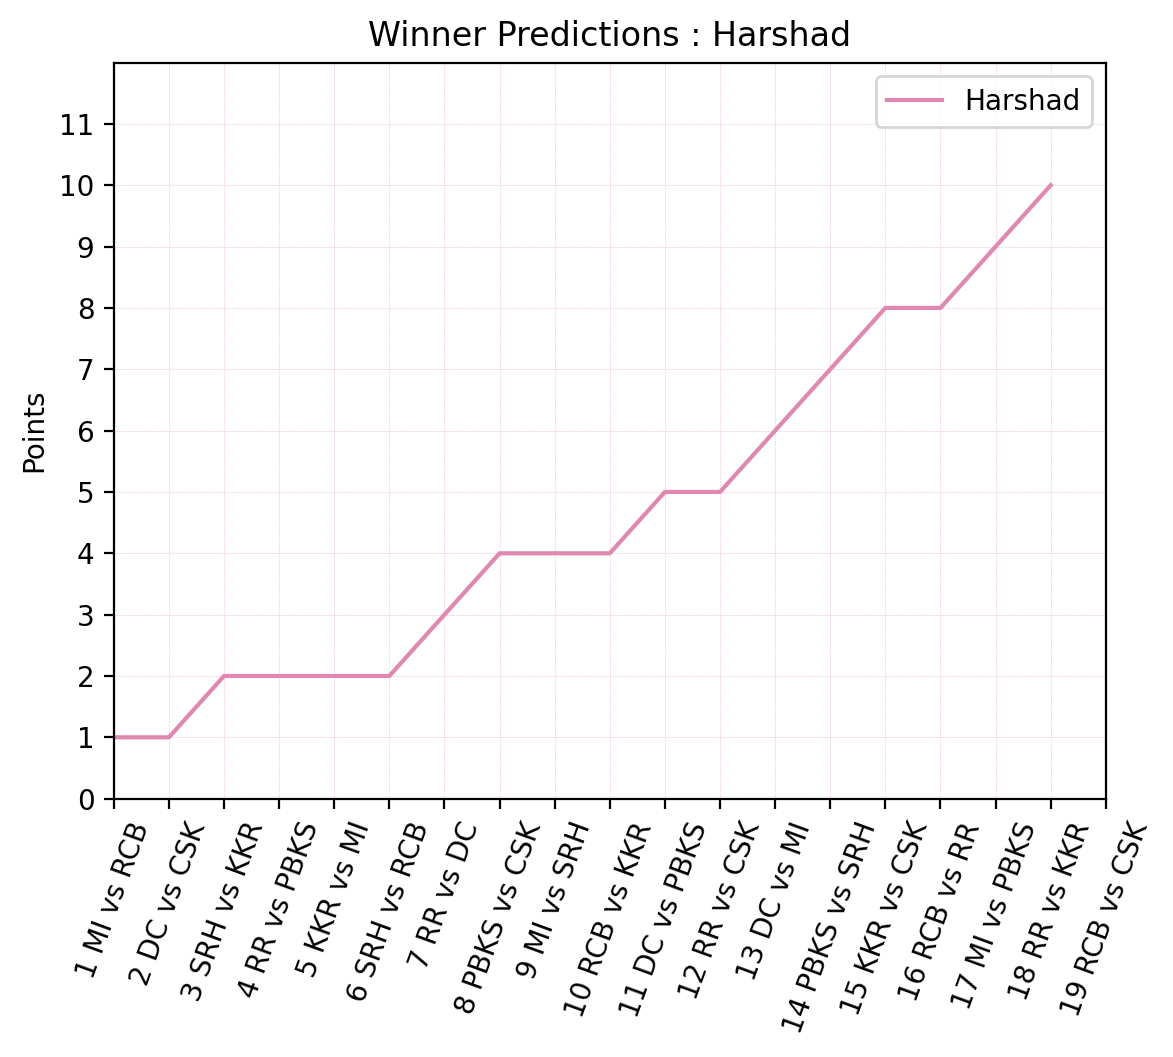 Winner Predictions : Harshad
Harshad
Points
11
10
9
8
7
6
5
4
3
2
1
0
1 MI vs RCB
2 DC vs CSK
3 SRH vs KKR
4 RR vs PBKS
5 KKR vs MI
6 SRH vs RCB
7 RR vs DC
8 PBKS vs CSK
9 MI vs SRH
10 RCB vs KKR
11 DC vs PBKS
12 RR vs CSK
13 DC vs MI
14 PBKS vs SRH
15 KKR vs CSK
16 RCB vs RR
17 MI vs PBKS
18 RR vs KKR
19 RCB vs CSK